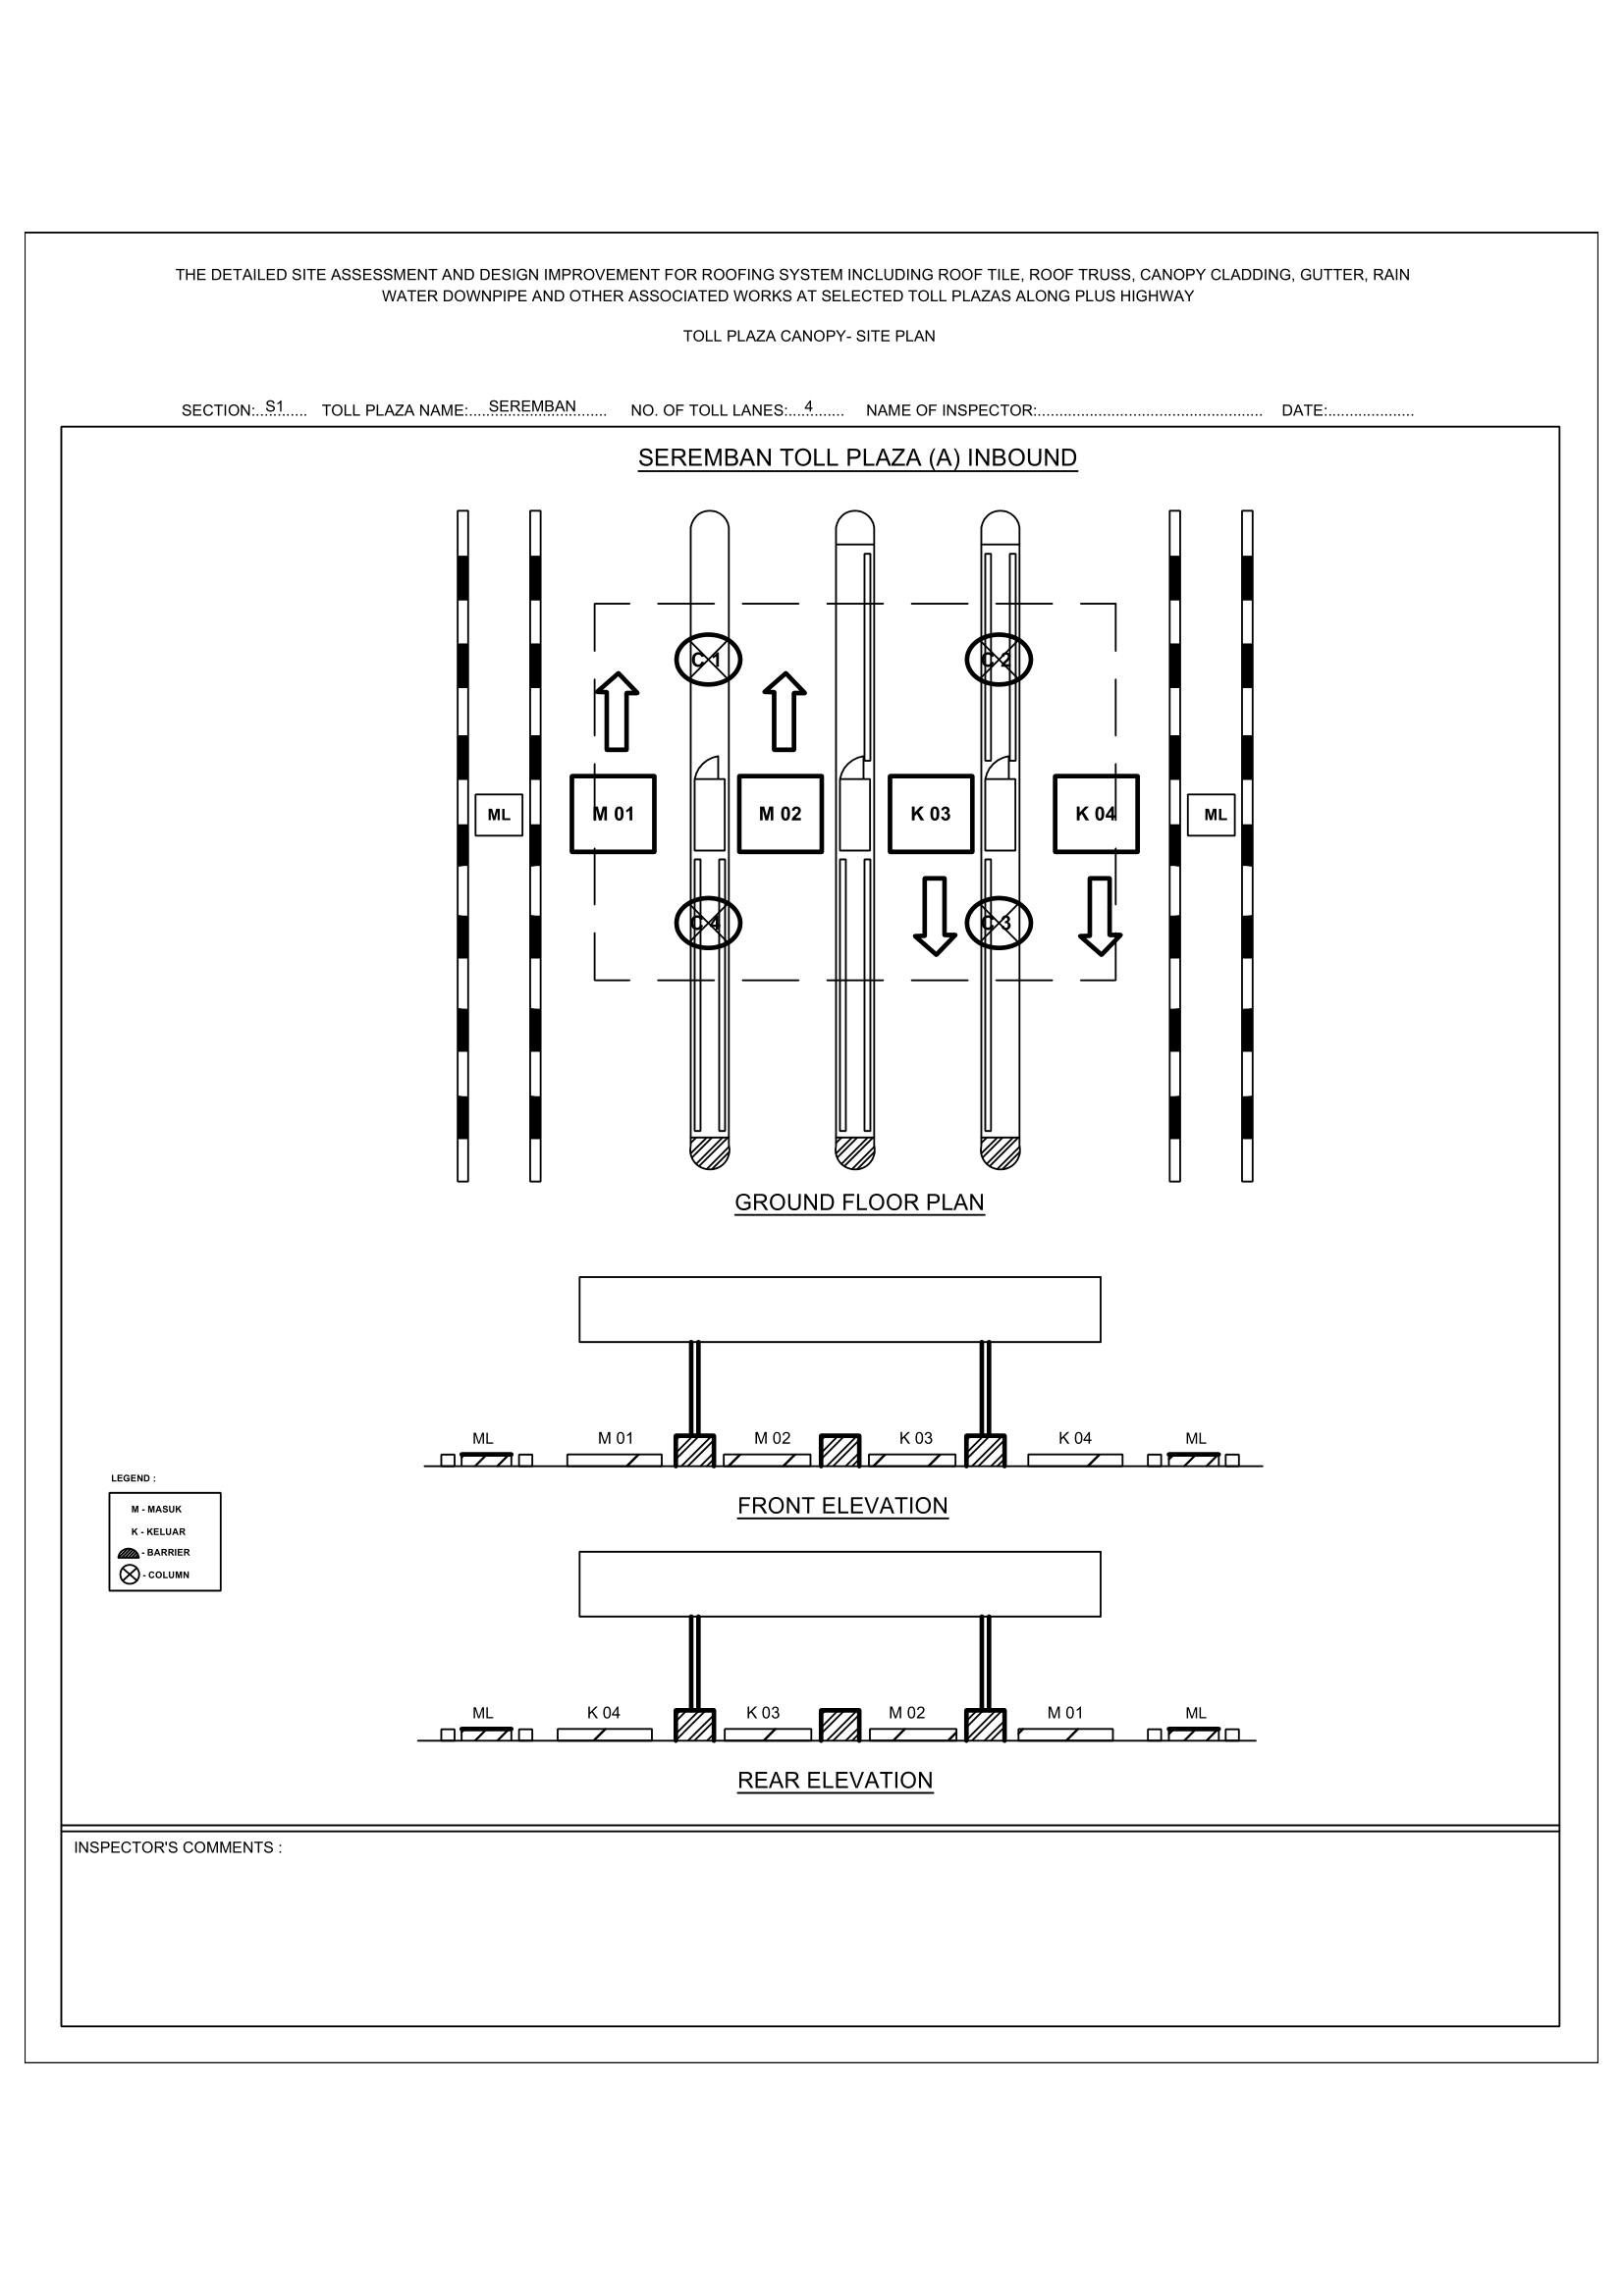 THE DETAILED SITE ASSESSMENT AND DESIGN IMPROVEMENT FOR ROOFING SYSTEM INCLUDING ROOF TILE, ROOF TRUSS, CANOPY CLADDING, GUTTER, RAIN
WATER DOWNPIPE AND OTHER ASSOCIATED WORKS AT SELECTED TOLL PLAZAS ALONG PLUS HIGHWAY
TOLL PLAZA CANOPY- SITE PLAN
SECTION:............ S1 TOLL PLAZA NAME:................................ SEREMBAN NO. OF TOLL LANES:............. 4 NAME OF INSPECTOR:.................................................... DATE:....................
SEREMBAN TOLL PLAZA (A) INBOUND
C 1 C 2
ML M 01 M 02 K 03 K 04 ML
C 4 C 3
GROUND FLOOR PLAN
ML M 01 M 02 K 03 K 04 ML
FRONT ELEVATION
LEGEND :
M - MASUK
K - KELUAR
- BARRIER
- COLUMN
ML K 04 K 03 M 02 M 01 ML
REAR ELEVATION
INSPECTOR'S COMMENTS :